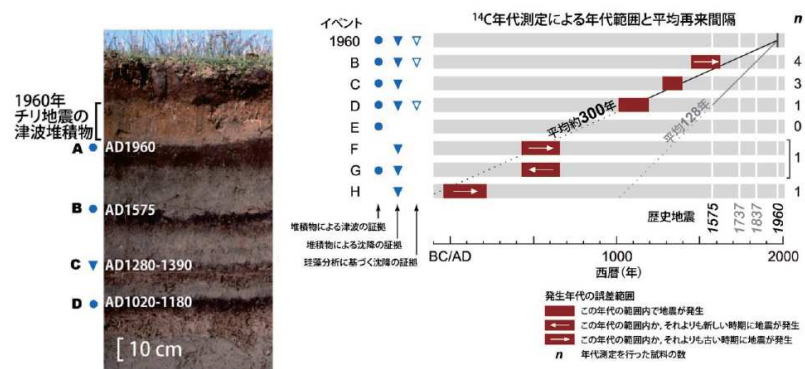 1960年
チリ地震の
津波堆積物
A AD1960
B AD1575
C AD1280-1390
D AD1020-1180
10 cm
イベント
¹⁴C年代測定による年代範囲と平均再来間隔
n
1960
B 4
C 3
D 1
E 0
F
G
1
H 1
平均約300年
平均128年
歴史地震
1575
1737
1837
1960
堆積物による津波の証拠
堆積物による沈降の証拠
珪藻分析に基づく沈降の証拠
BC/AD 1000 2000
西暦(年)
発生年代の誤差範囲
この年代の範囲内で地震が発生
この年代の範囲内か、それよりも新しい時期に地震が発生
この年代の範囲内か、それよりも古い時期に地震が発生
n 年代測定を行った試料の数